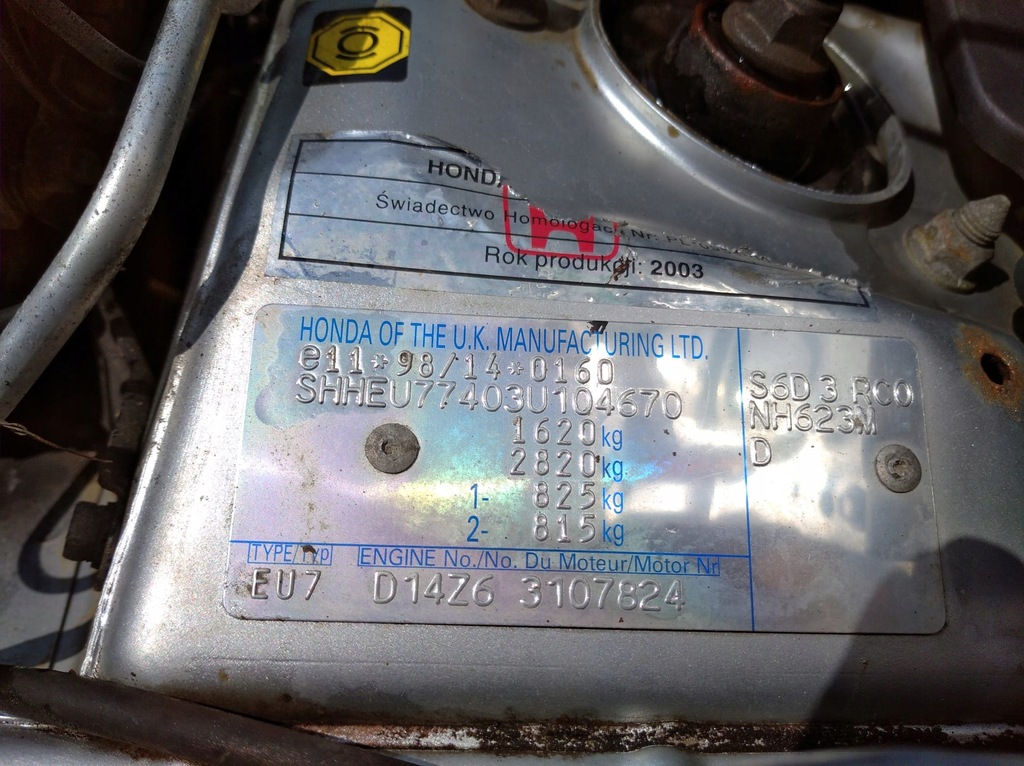 HONDA
Świadectwo Homologacji Nr.
Rok produkcji: 2003
HONDA OF THE U.K. MANUFACTURING LTD.
e11*98/14*0160
SHHEU77403U104670
1620 kg
2820 kg
1- 825 kg
2- 815 kg
S6D 3 RC0
NH623M
D
TYPE/Typ ENGINE No./No. Du Moteur/Motor Nr
EU7 D14Z6 3107824